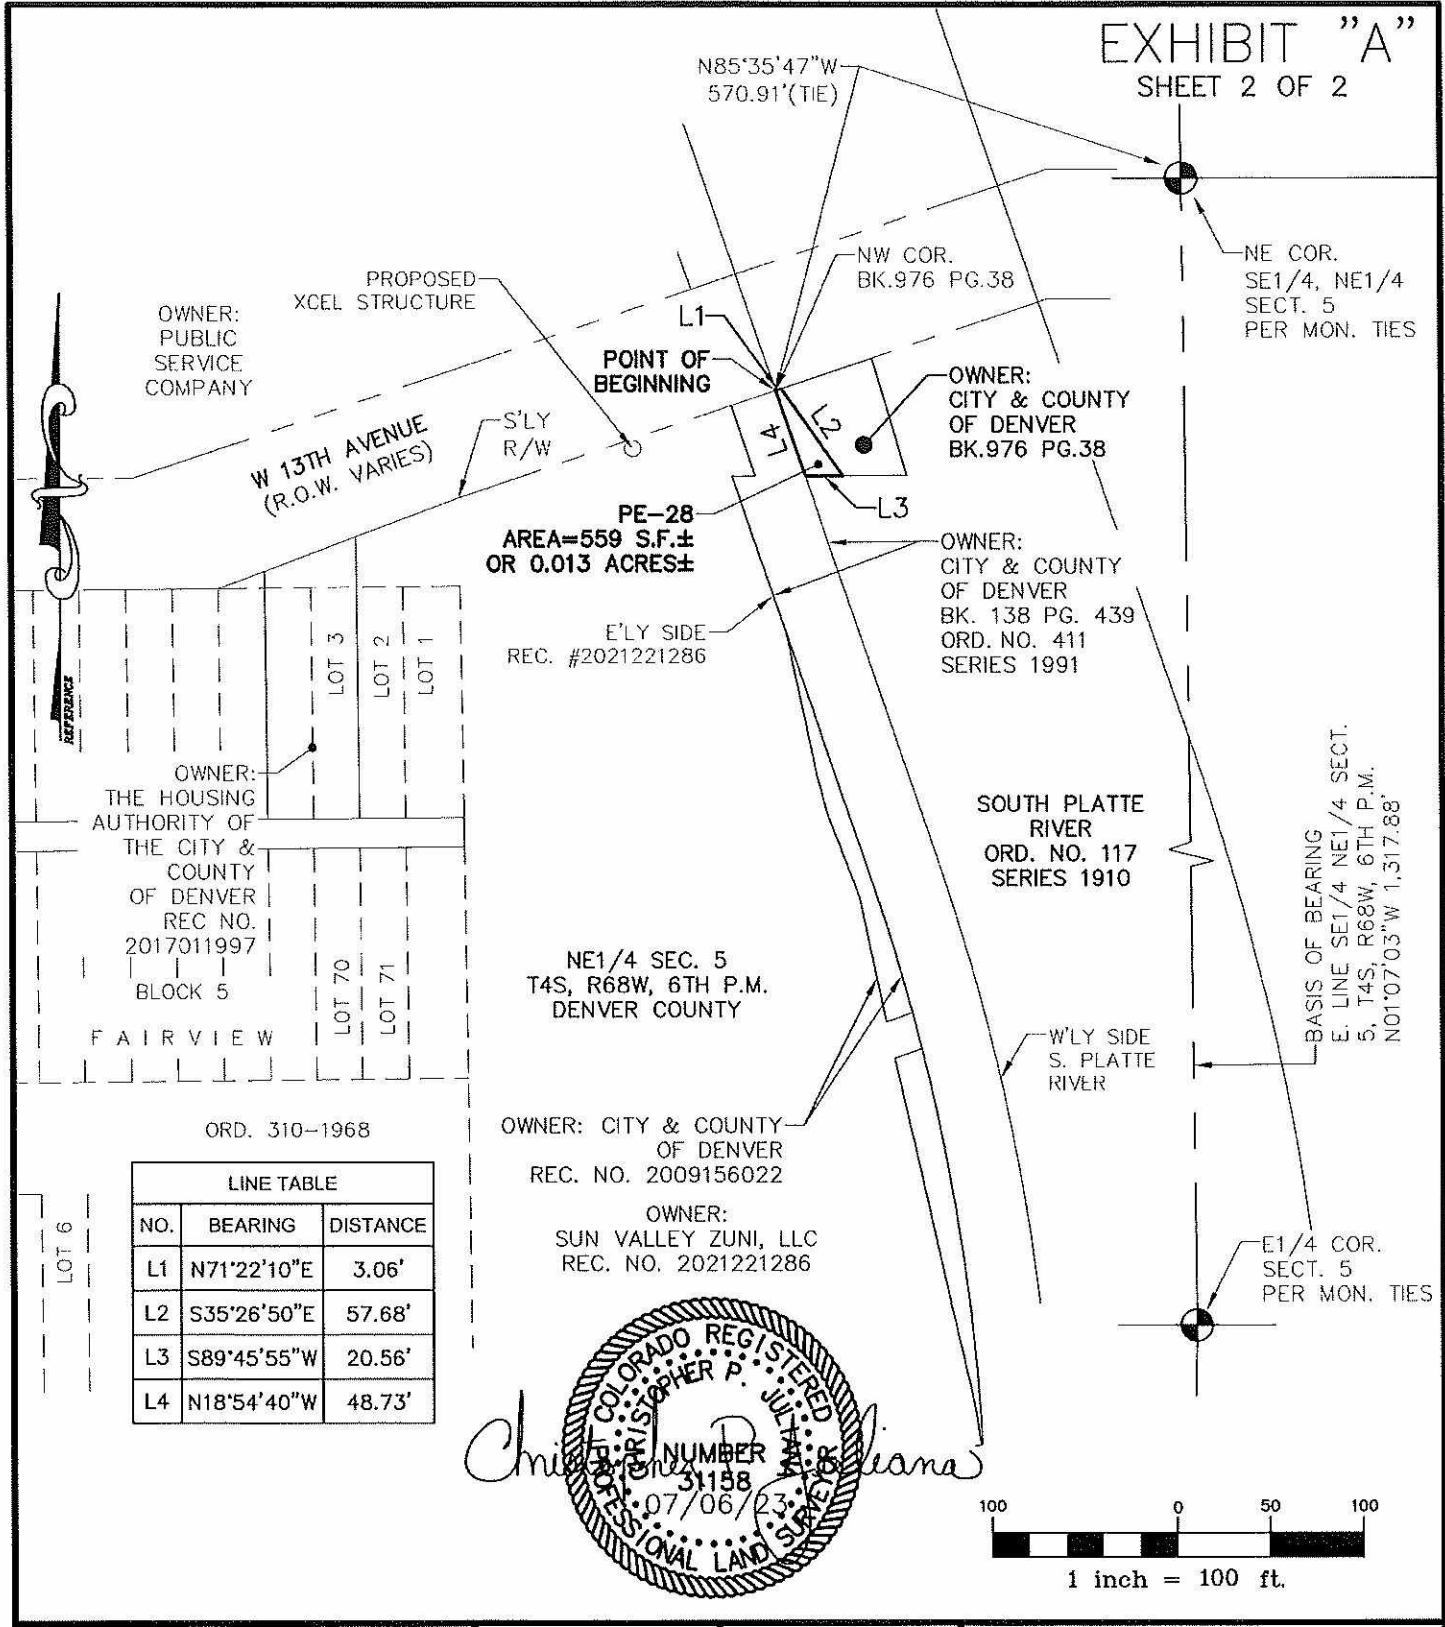 EXHIBIT "A"
SHEET 2 OF 2
N85°35'47"W
570.91'(TIE)
NE COR.
SE1/4, NE1/4
SECT. 5
PER MON. TIES
NW COR.
BK.976 PG.38
PROPOSED
XCEL STRUCTURE
OWNER:
PUBLIC
SERVICE
COMPANY
L1
POINT OF
BEGINNING
L2
L4
L3
OWNER:
CITY & COUNTY
OF DENVER
BK.976 PG.38
W 13TH AVENUE
(R.O.W. VARIES)
S'LY
R/W
PE-28
AREA=559 S.F.±
OR 0.013 ACRES±
OWNER:
CITY & COUNTY
OF DENVER
BK. 138 PG. 439
ORD. NO. 411
SERIES 1991
E'LY SIDE
REC. #2021221286
REFERENCE
LOT 3
LOT 2
LOT 1
OWNER:
THE HOUSING
AUTHORITY OF
THE CITY &
COUNTY
OF DENVER
REC NO.
2017011997
BLOCK 5
LOT 70
LOT 71
FAIRVIEW
SOUTH PLATTE
RIVER
ORD. NO. 117
SERIES 1910
BASIS OF BEARING
E. LINE SE1/4 NE1/4 SECT.
5, T4S, R68W, 6TH P.M.
N01°07'03"W 1,317.88'
NE1/4 SEC. 5
T4S, R68W, 6TH P.M.
DENVER COUNTY
W'LY SIDE
S. PLATTE
RIVER
ORD. 310-1968
OWNER: CITY & COUNTY
OF DENVER
REC. NO. 2009156022
OWNER:
SUN VALLEY ZUNI, LLC
REC. NO. 2021221286
LOT 6
LINE TABLE
NO. BEARING DISTANCE
L1 N71°22'10"E 3.06'
L2 S35°26'50"E 57.68'
L3 S89°45'55"W 20.56'
L4 N18°54'40"W 48.73'
E1/4 COR.
SECT. 5
PER MON. TIES
COLORADO REGISTERED
CHRISTOPHER P. JULIANA
NUMBER
31158
07/06/23
PROFESSIONAL LAND SURVEYOR
Christopher P. Juliana
100 0 50 100
1 inch = 100 ft.